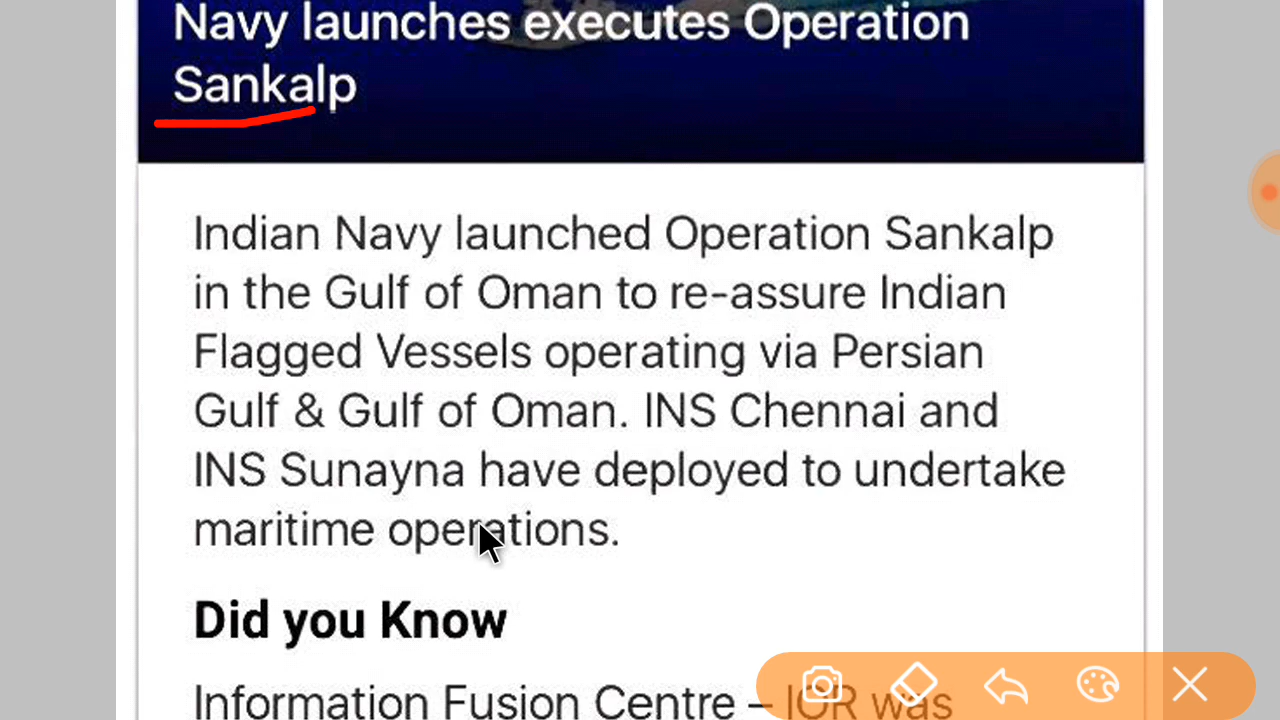 Navy launches executes Operation
Sankalp
Indian Navy launched Operation Sankalp
in the Gulf of Oman to re-assure Indian
Flagged Vessels operating via Persian
Gulf & Gulf of Oman. INS Chennai and
INS Sunayna have deployed to undertake
maritime operations.
Did you Know
Information Fusion Centre – IOR was